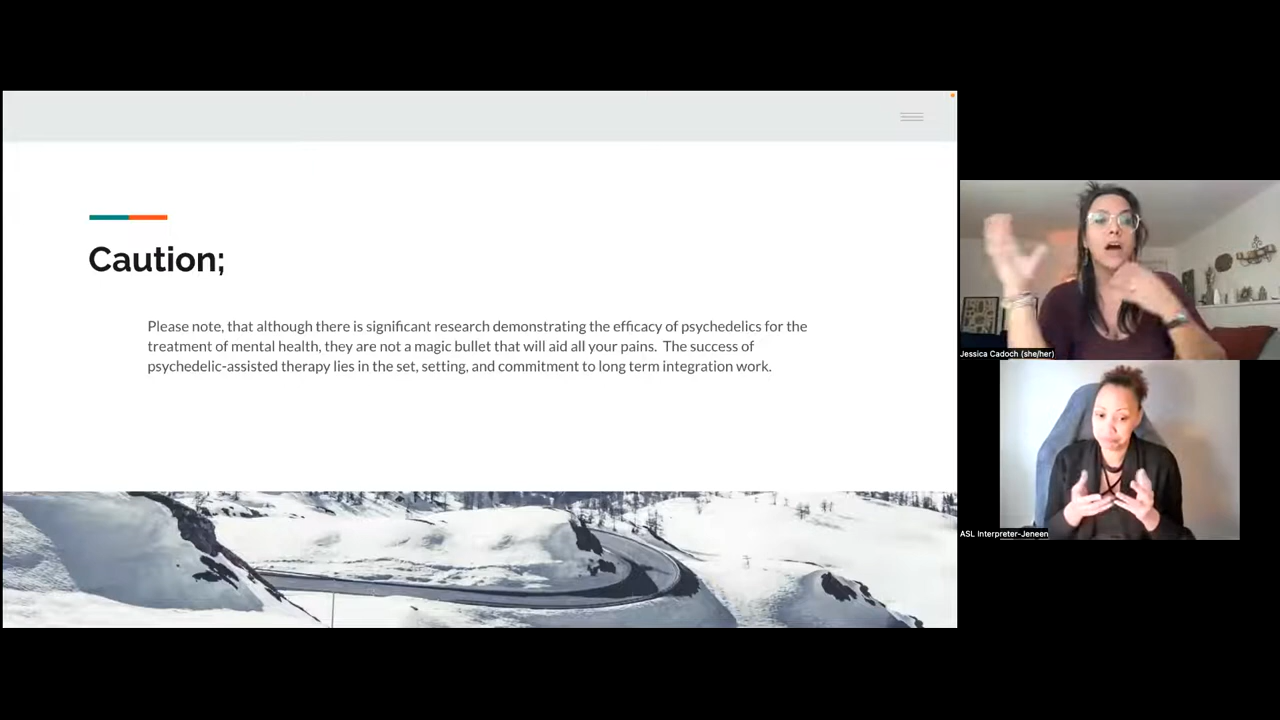 Caution;
Please note, that although there is significant research demonstrating the efficacy of psychedelics for the
treatment of mental health, they are not a magic bullet that will aid all your pains.  The success of
psychedelic-assisted therapy lies in the set, setting, and commitment to long term integration work.
Jessica Cadoch (she/her)
ASL Interpreter-Jeneen